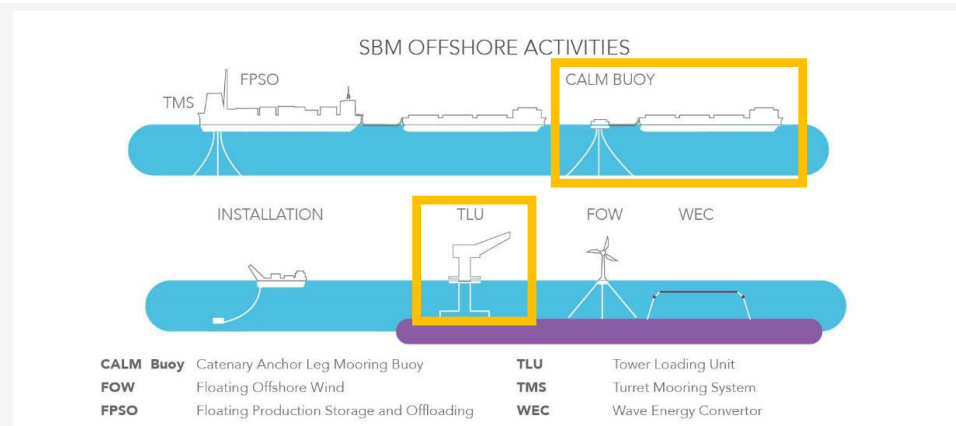 SBM OFFSHORE ACTIVITIES
FPSO
CALM BUOY
TMS
INSTALLATION
TLU
FOW
WEC
CALM Buoy Catenary Anchor Leg Mooring Buoy
TLU Tower Loading Unit
FOW Floating Offshore Wind
TMS Turret Mooring System
FPSO Floating Production Storage and Offloading
WEC Wave Energy Convertor